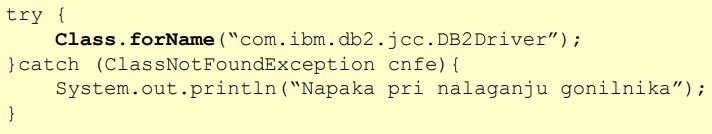 try {
    Class.forName(“com.ibm.db2.jcc.DB2Driver”);
}catch (ClassNotFoundException cnfe){
    System.out.println(“Napaka pri nalaganju gonilnika”);
}